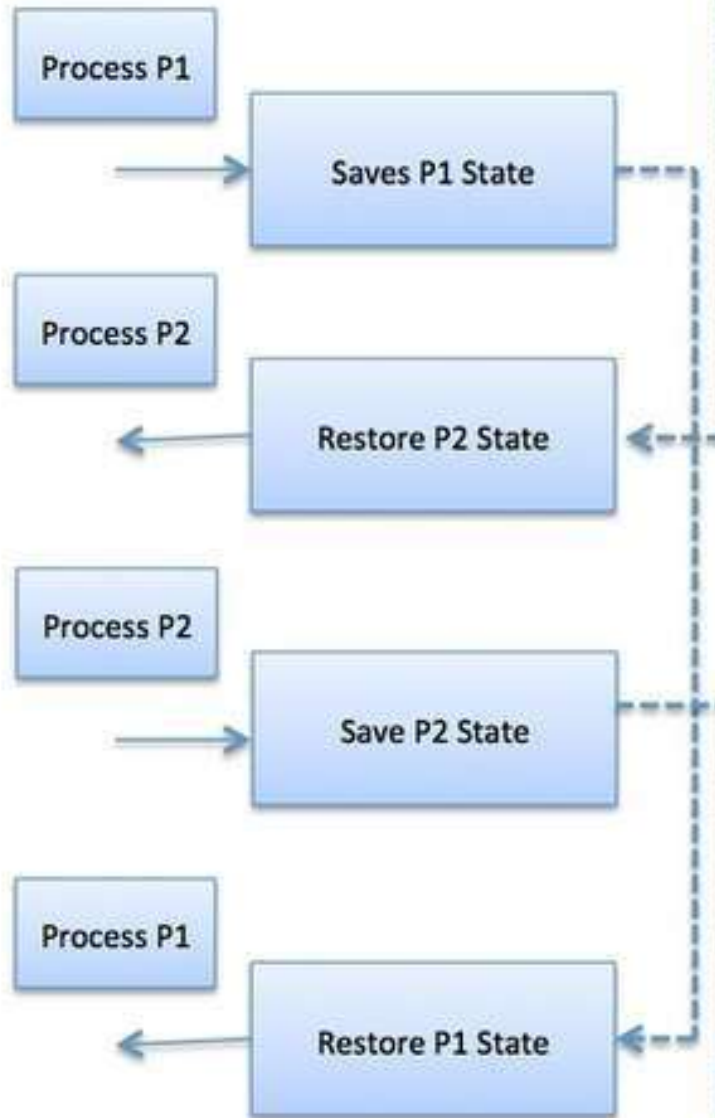 Process P1
Saves P1 State
Process P2
Restore P2 State
Process P2
Save P2 State
Process P1
Restore P1 State